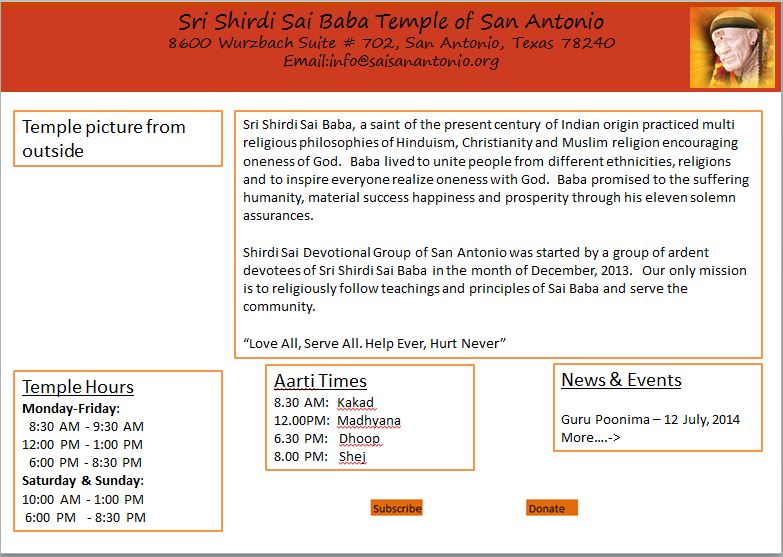 Sri Shirdi Sai Baba Temple of San Antonio
8600 Wurzbach Suite # 702, San Antonio, Texas 78240
Email:info@saisanantonio.org
Temple picture from
outside
Sri Shirdi Sai Baba, a saint of the present century of Indian origin practiced multi
religious philosophies of Hinduism, Christianity and Muslim religion encouraging
oneness of God. Baba lived to unite people from different ethnicities, religions
and to inspire everyone realize oneness with God. Baba promised to the suffering
humanity, material success happiness and prosperity through his eleven solemn
assurances.
Shirdi Sai Devotional Group of San Antonio was started by a group of ardent
devotees of Sri Shirdi Sai Baba in the month of December, 2013. Our only mission
is to religiously follow teachings and principles of Sai Baba and serve the
community.
“Love All, Serve All. Help Ever, Hurt Never”
Temple Hours
Monday-Friday:
8:30 AM - 9:30 AM
12:00 PM - 1:00 PM
6:00 PM - 8:30 PM
Saturday & Sunday:
10:00 AM - 1:00 PM
6:00 PM - 8:30 PM
Aarti Times
8.30 AM: Kakad
12.00PM: Madhyana
6.30 PM: Dhoop
8.00 PM: Shej
News & Events
Guru Poonima – 12 July, 2014
More….->
Subscribe
Donate